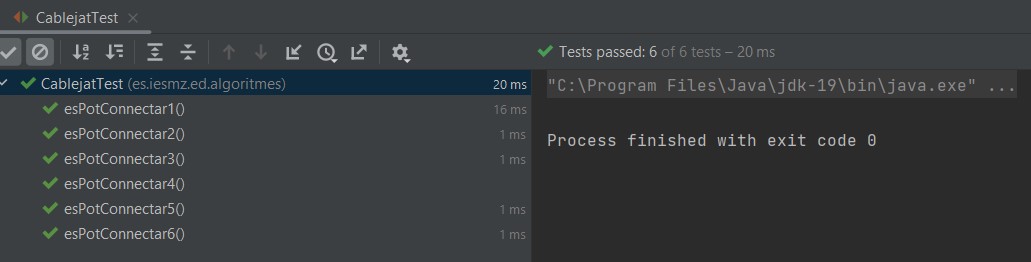 CablejatTest
Tests passed: 6 of 6 tests – 20 ms
CablejatTest (es.iesmz.ed.algoritmes) 20 ms
esPotConnectar1() 16 ms
esPotConnectar2() 1 ms
esPotConnectar3() 1 ms
esPotConnectar4()
esPotConnectar5() 1 ms
esPotConnectar6() 1 ms
"C:\Program Files\Java\jdk-19\bin\java.exe" ...
Process finished with exit code 0